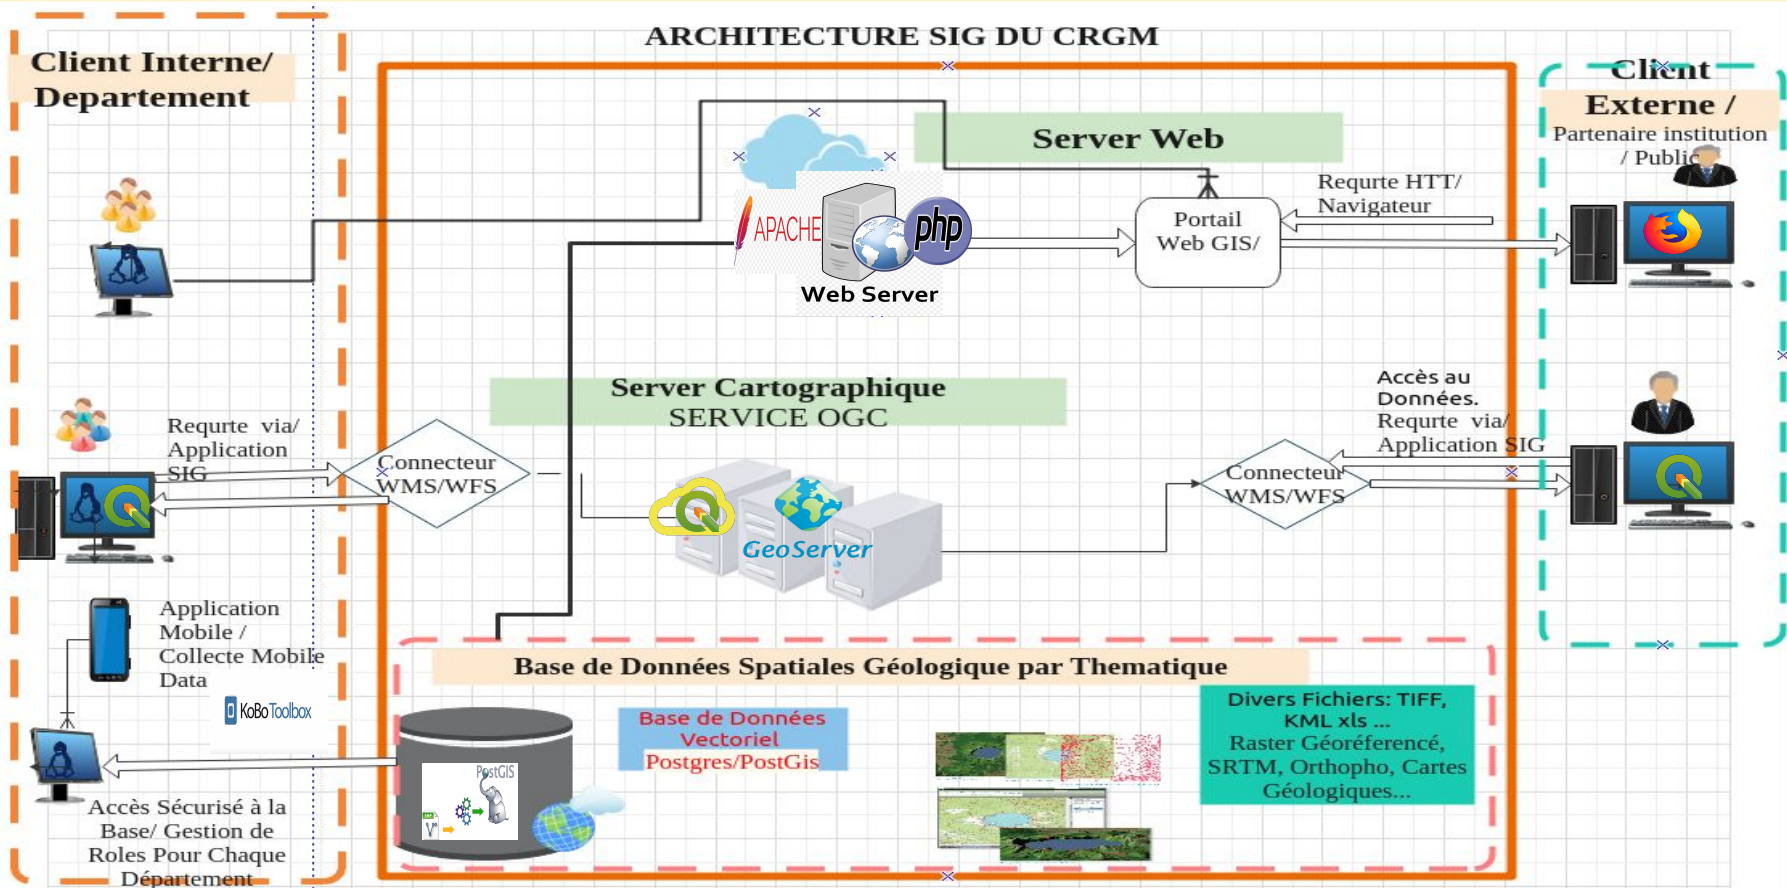 ARCHITECTURE SIG DU CRGM
Client Interne/
Departement
Requrte via/
Application
SIG
Application
Mobile /
Collecte Mobile
Data
KoBoToolbox
Accès Sécurisé à la
Base/ Gestion de
Roles Pour Chaque
Département
Server Web
APACHE
php
Web Server
Portail
Web GIS/
Requrte HTT/
Navigateur
Server Cartographique
SERVICE OGC
Connecteur
WMS/WFS
GeoServer
Connecteur
WMS/WFS
Accès au
Données.
Requrte via/
Application SIG
Base de Données Spatiales Géologique par Thematique
PostGIS
V
Base de Données
Vectoriel
Postgres/PostGis
Divers Fichiers: TIFF,
KML xls ...
Raster Géoréferencé,
SRTM, Orthopho, Cartes
Géologiques...
Client
Externe /
Partenaire institution
/ Public